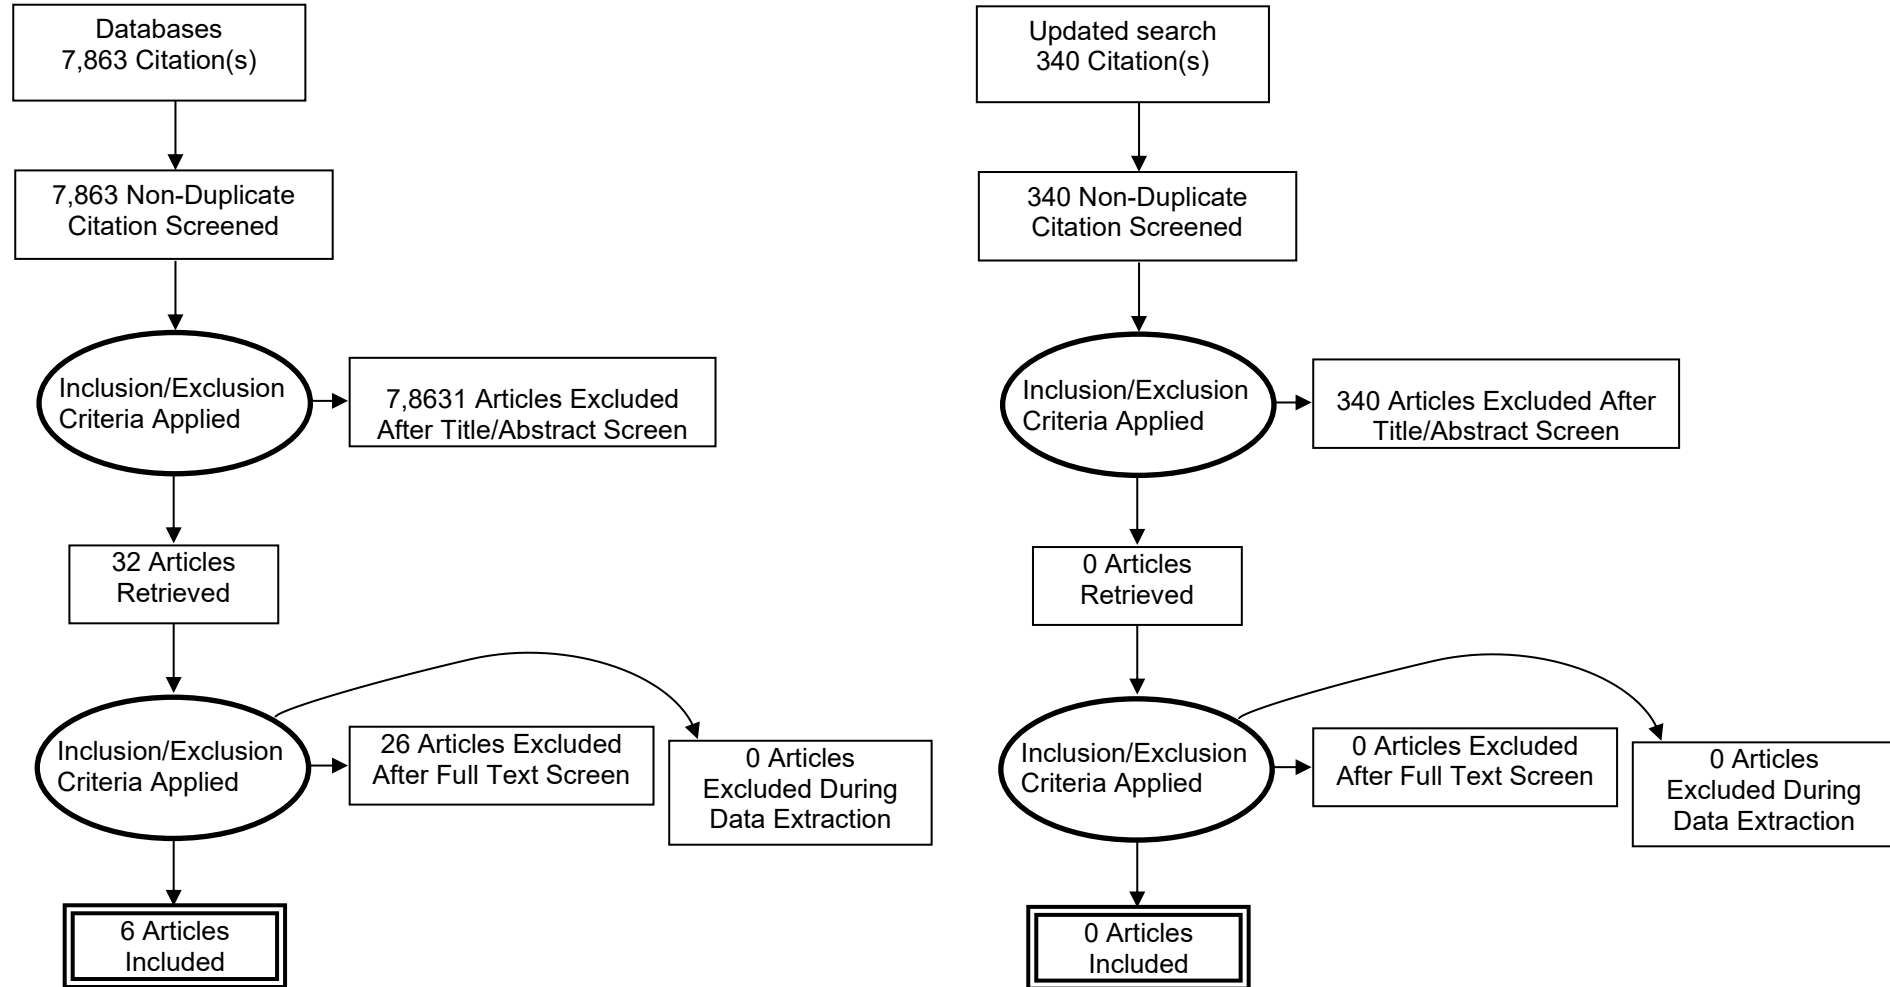 Databases
7,863 Citation(s)
7,863 Non-Duplicate
Citation Screened
Inclusion/Exclusion
Criteria Applied
7,8631 Articles Excluded
After Title/Abstract Screen
32 Articles
Retrieved
Inclusion/Exclusion
Criteria Applied
26 Articles Excluded
After Full Text Screen
0 Articles
Excluded During
Data Extraction
6 Articles
Included
Updated search
340 Citation(s)
340 Non-Duplicate
Citation Screened
Inclusion/Exclusion
Criteria Applied
340 Articles Excluded After
Title/Abstract Screen
0 Articles
Retrieved
Inclusion/Exclusion
Criteria Applied
0 Articles Excluded
After Full Text Screen
0 Articles
Excluded During
Data Extraction
0 Articles
Included